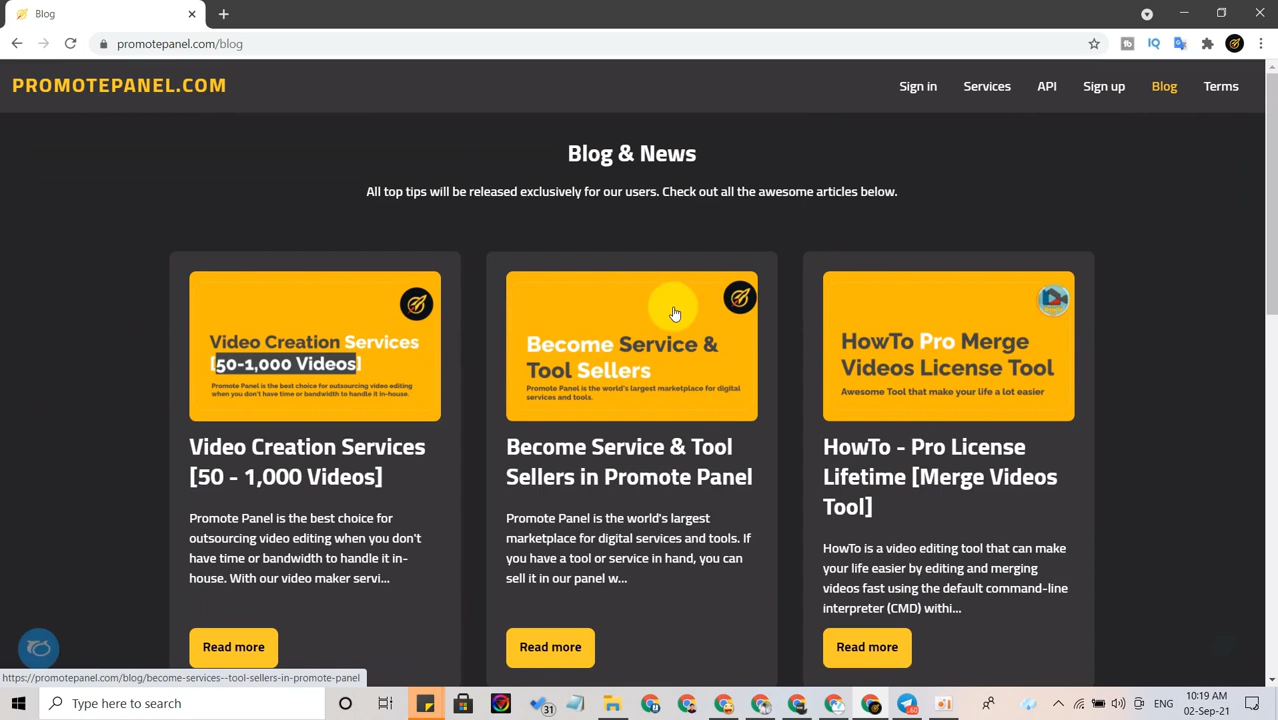 Blog
promotepanel.com/blog
PROMOTEPANEL.COM
Sign in Services API Sign up Blog Terms
Blog & News
All top tips will be released exclusively for our users. Check out all the awesome articles below.
Video Creation Services
[50-1,000 Videos]
Promote Panel is the best choice for outsourcing video editing
when you don't have time or bandwidth to handle it in-house.
Video Creation Services
[50 - 1,000 Videos]
Promote Panel is the best choice for
outsourcing video editing when you don't
have time or bandwidth to handle it in-
house. With our video maker servi...
Read more
Become Service &
Tool Sellers
Promote Panel is the world's largest marketplace for digital
services and tools.
Become Service & Tool
Sellers in Promote Panel
Promote Panel is the world's largest
marketplace for digital services and tools. If
you have a tool or service in hand, you can
sell it in our panel w...
Read more
HowTo Pro Merge
Videos License Tool
Awesome Tool that make your life a lot easier
HowTo - Pro License
Lifetime [Merge Videos
Tool]
HowTo is a video editing tool that can make
your life easier by editing and merging
videos fast using the default command-line
interpreter (CMD) withi...
Read more
https://promotepanel.com/blog/become-services--tool-sellers-in-promote-panel
Type here to search
31
60
ENG
10:19 AM
02-Sep-21